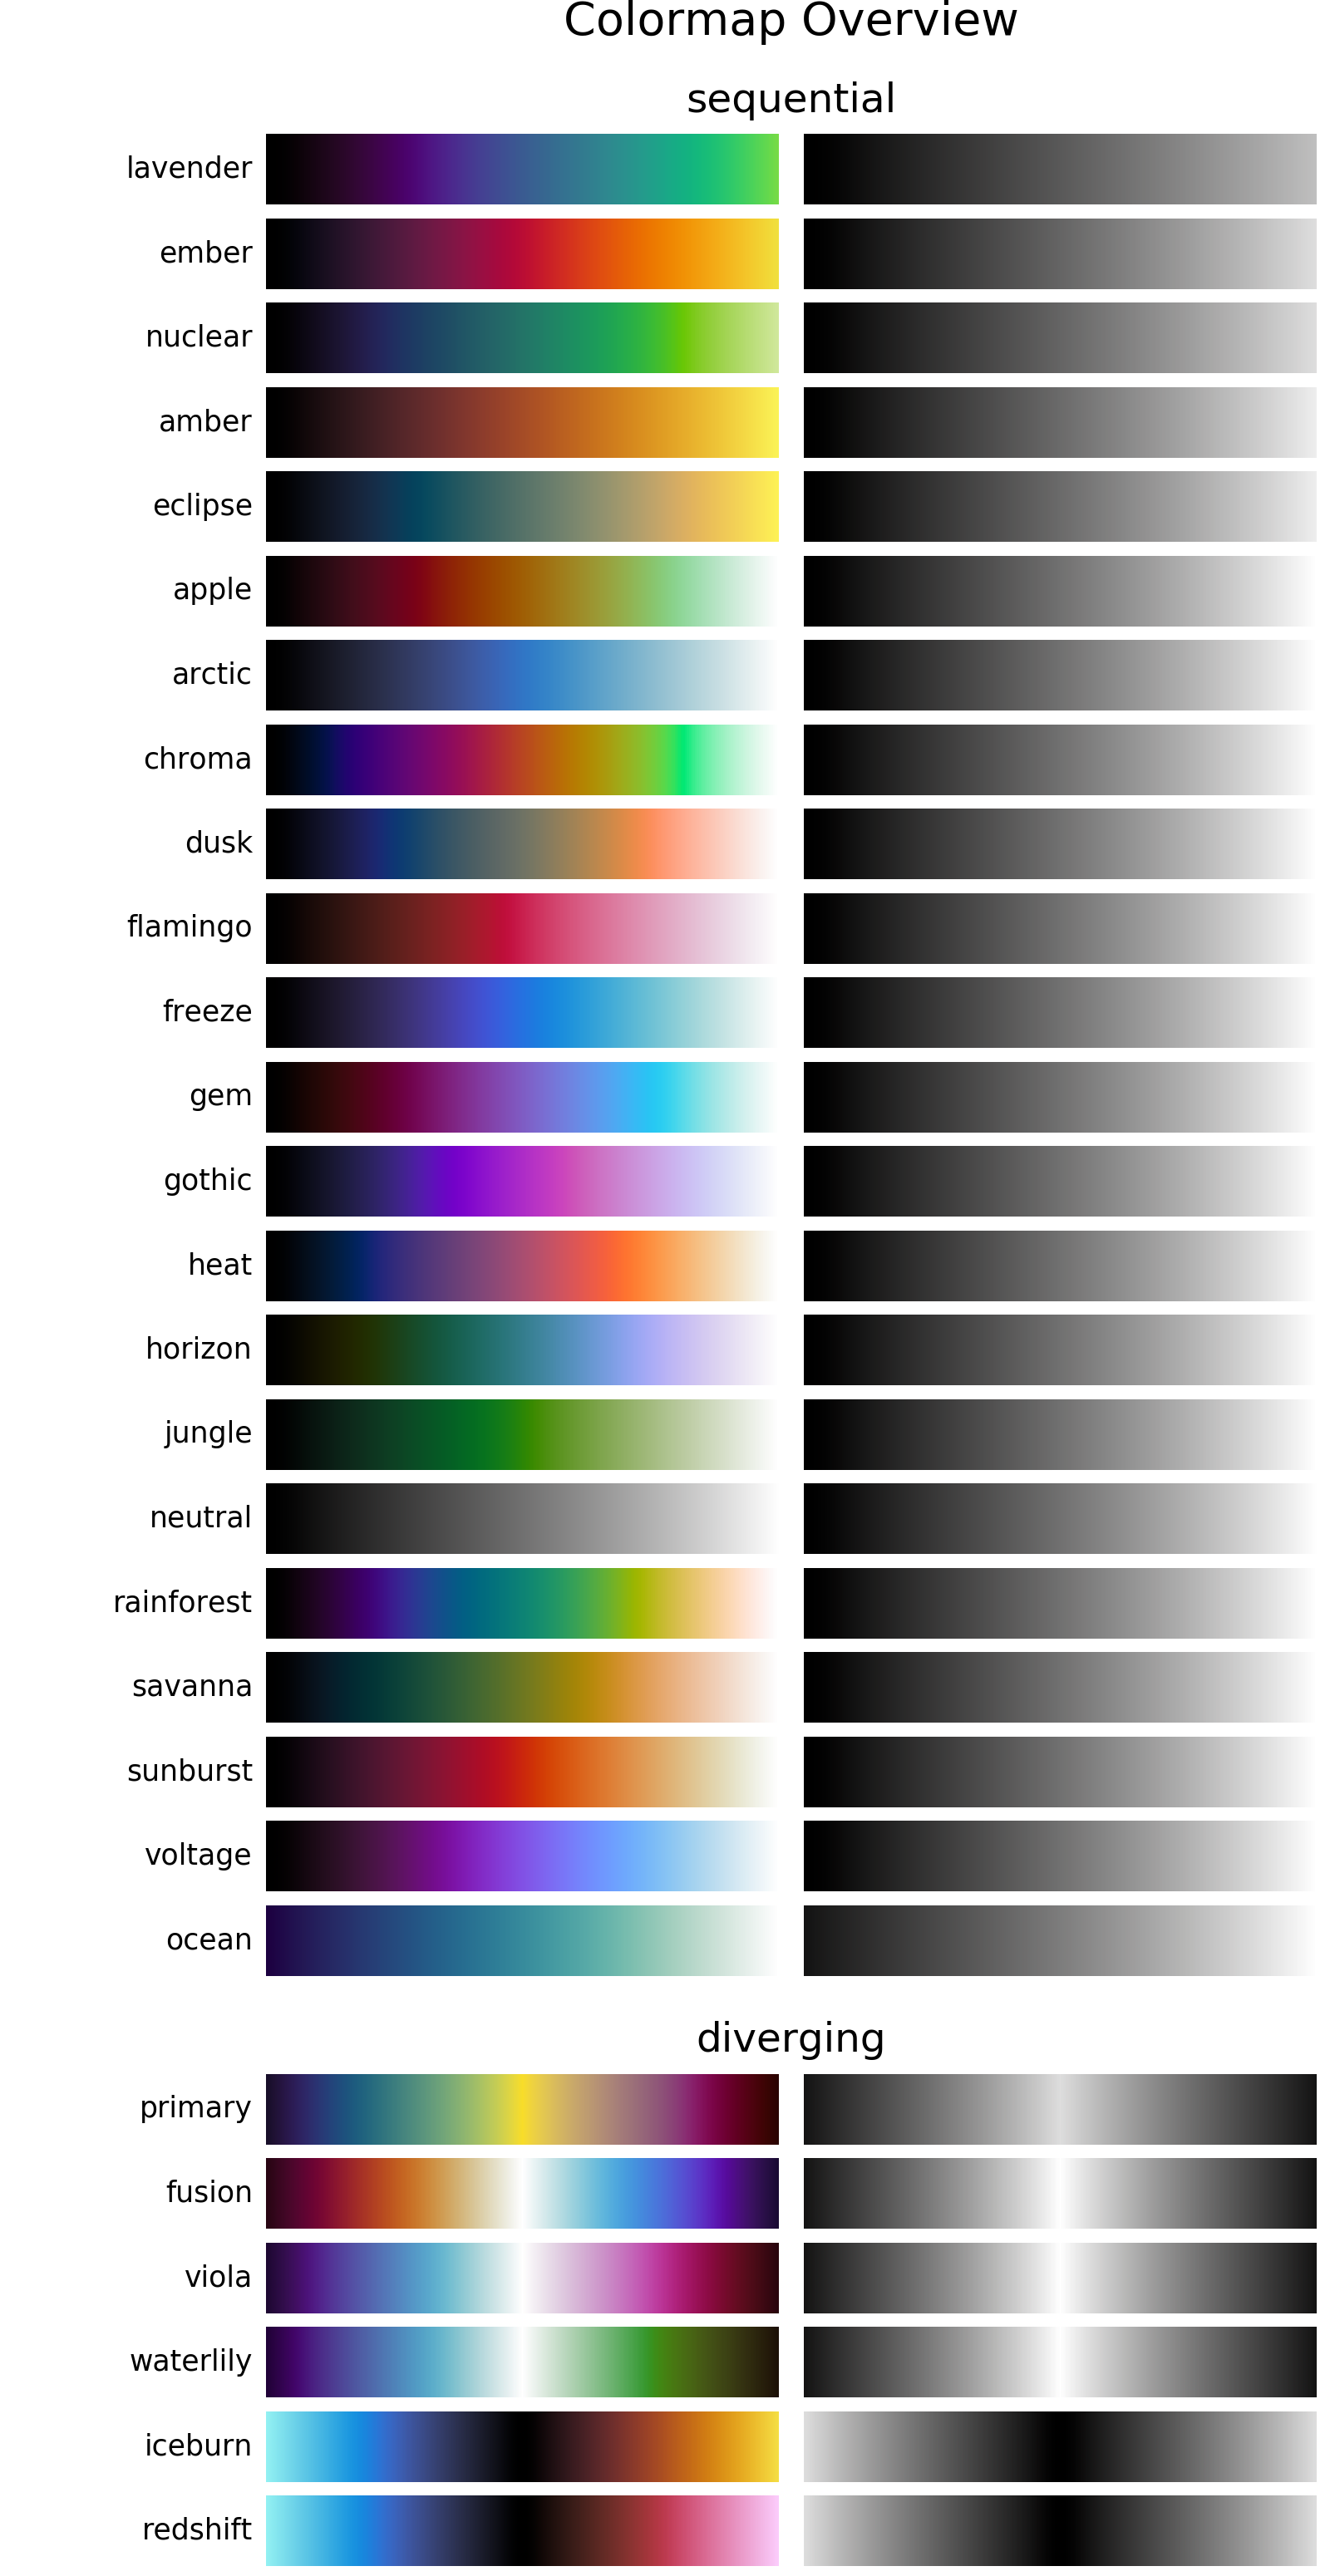 Colormap Overview
sequential
lavender
ember
nuclear
amber
eclipse
apple
arctic
chroma
dusk
flamingo
freeze
gem
gothic
heat
horizon
jungle
neutral
rainforest
savanna
sunburst
voltage
ocean
diverging
primary
fusion
viola
waterlily
iceburn
redshift